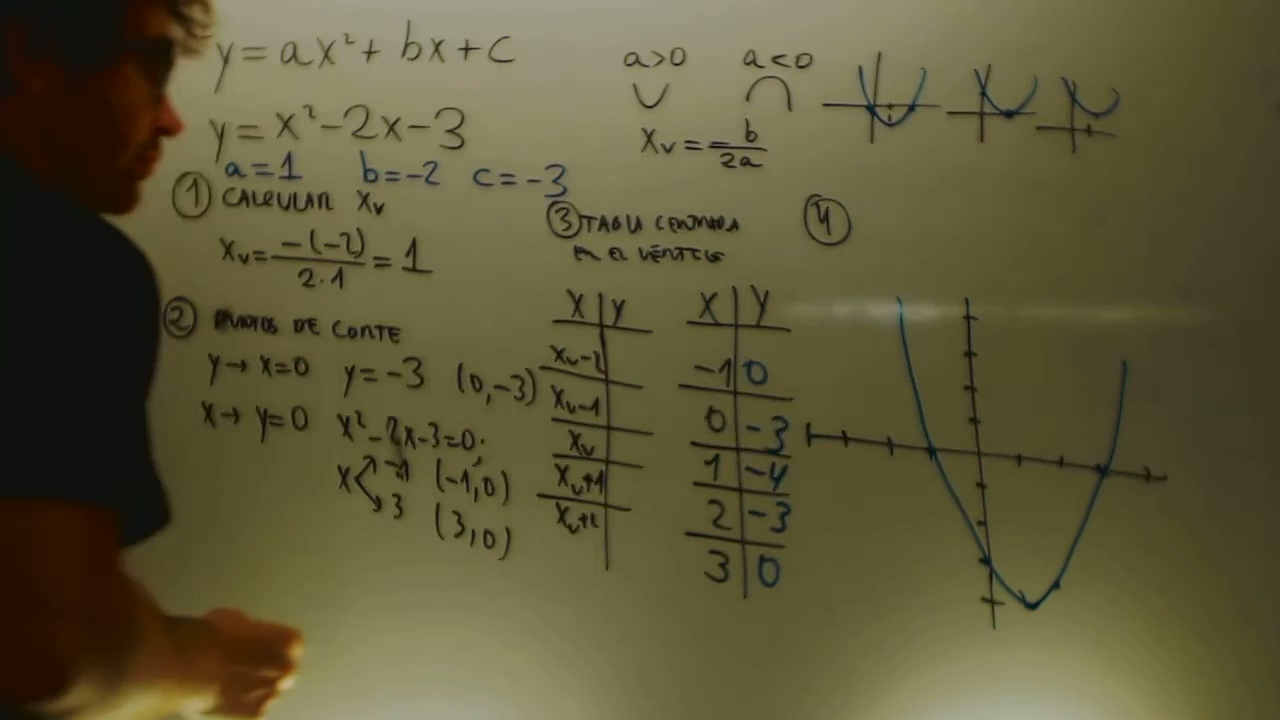 y = ax² + bx + c
a>0 a<0
y = x² - 2x - 3
xᵥ = -b/2a
a = 1 b = -2 c = -3
① CALCULAR Xᵥ
xᵥ = -(-2)/2·1 = 1
② PUNTOS DE CORTE
y → x=0 y = -3 (0,-3)
x → y=0 x² - 2x - 3 = 0;
x -1 (-1,0)
3 (3,0)
③ TABLA CENTRADA
EN EL VÉRTICE
x y
xᵥ-2
xᵥ-1
xᵥ
xᵥ+1
xᵥ+2
x y
-1 0
0 -3
1 -4
2 -3
3 0
④